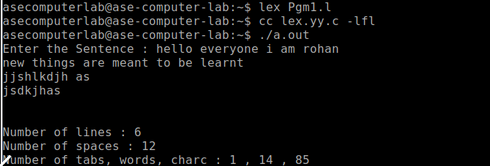 asecomputerlab@ase-computer-lab:~$ lex Pgm1.l
asecomputerlab@ase-computer-lab:~$ cc lex.yy.c -lfl
asecomputerlab@ase-computer-lab:~$ ./a.out
Enter the Sentence : hello everyone i am rohan
new things are meant to be learnt
jjshlkdjh as
jsdkjhas
Number of lines : 6
Number of spaces : 12
Number of tabs, words, charc : 1 , 14 , 85